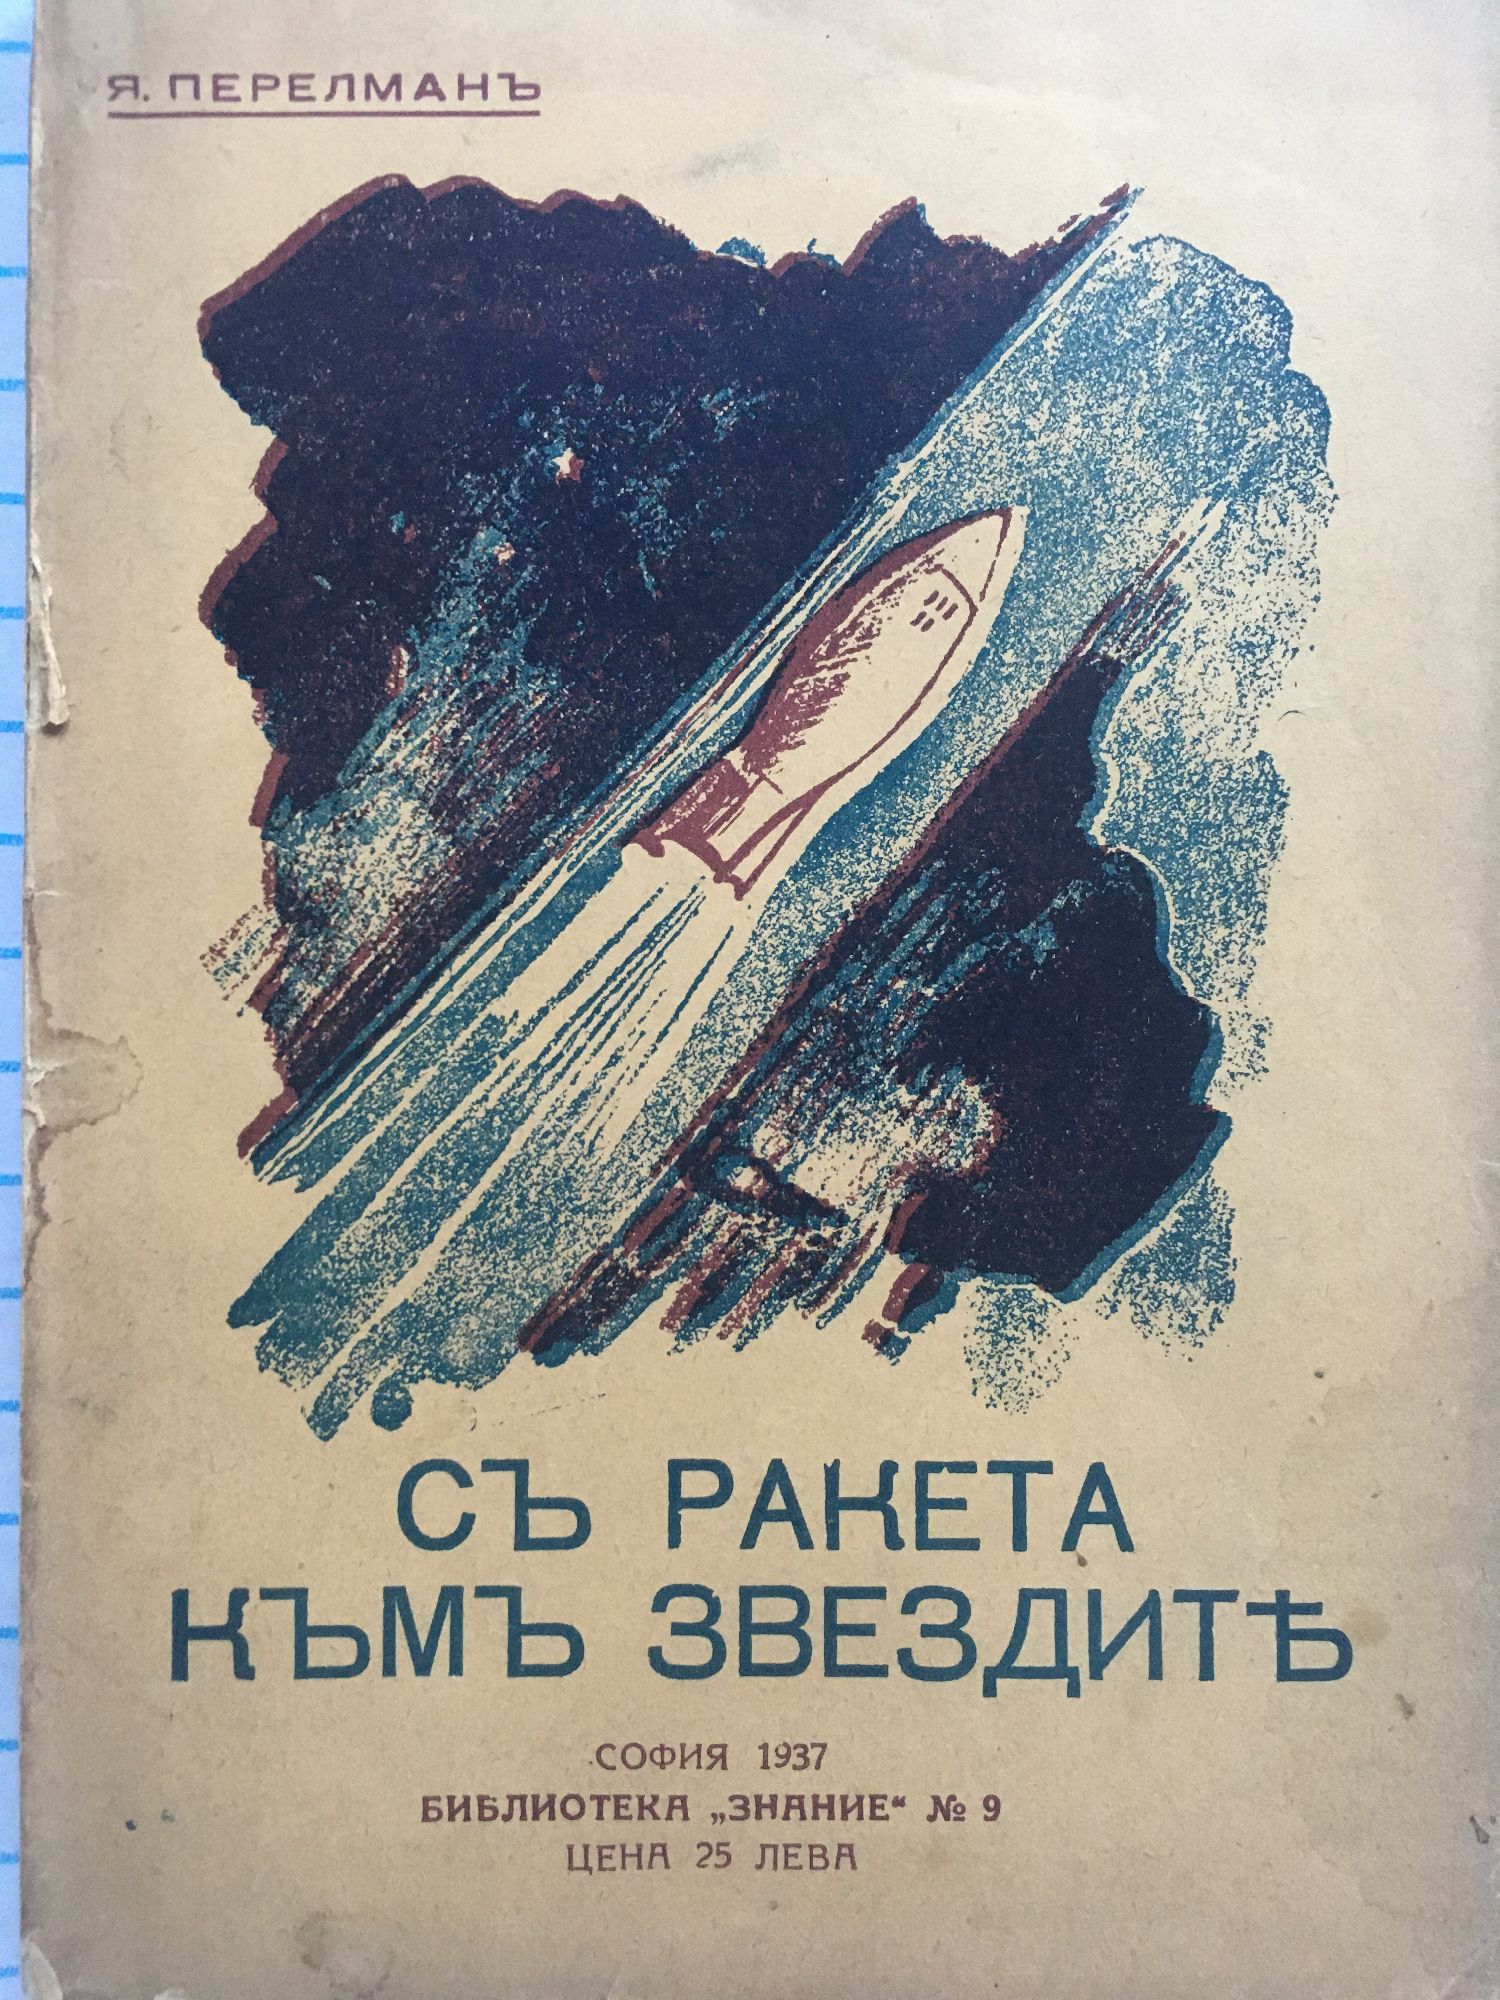 Я. ПЕРЕЛМАНЪ
СЪ РАКЕТА
КЪМЪ ЗВЕЗДИТѢ
СОФИЯ 1937
БИБЛИОТЕКА „ЗНАНИЕ“ № 9
ЦЕНА 25 ЛЕВА